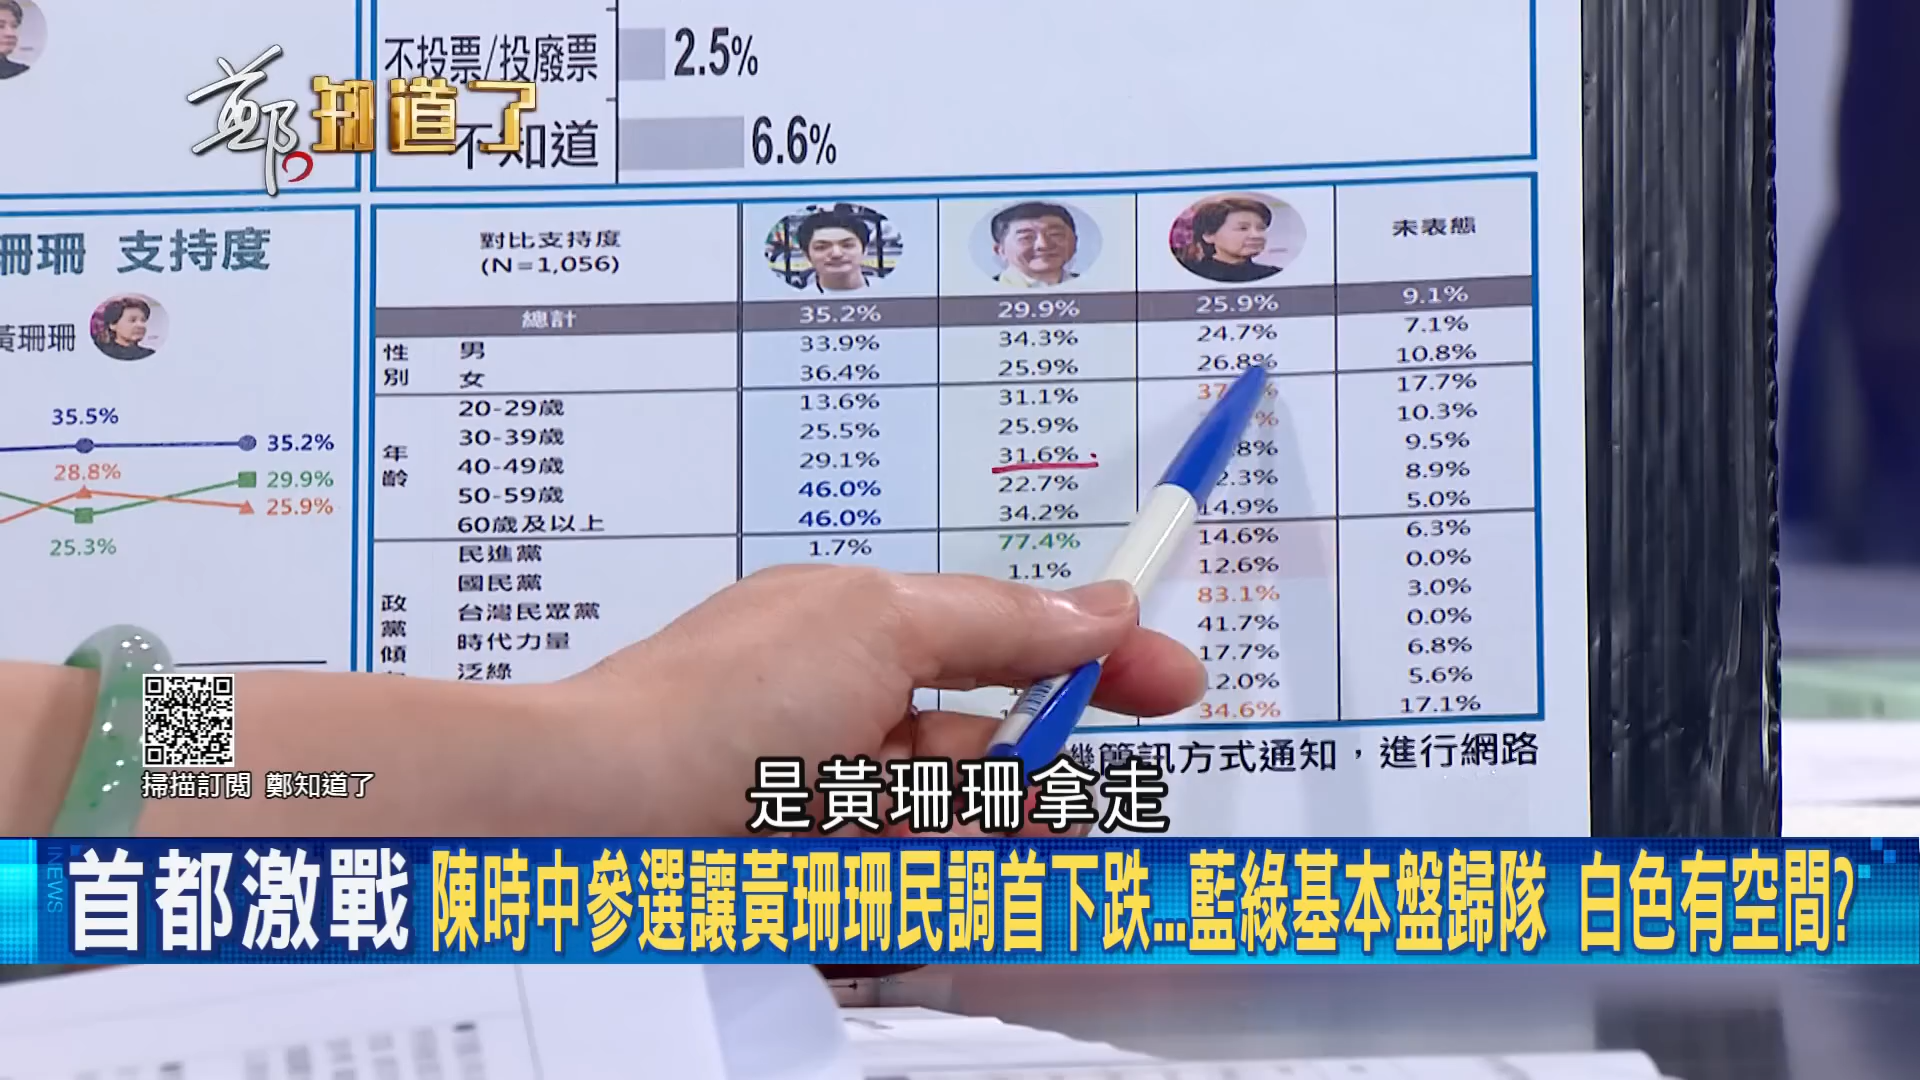 不投票/投廢票 2.5%
不知道 6.6%
鄭知道了
珊珊 支持度
黃珊珊
35.5%
35.2%
28.8%
29.9%
25.9%
25.3%
對比支持度 未表態
(N=1,056)
總計 35.2% 29.9% 25.9% 9.1%
性別
男 33.9% 34.3% 24.7% 7.1%
女 36.4% 25.9% 26.8% 10.8%
年齡
20-29歲 13.6% 31.1% 17.7%
30-39歲 25.5% 25.9% 10.3%
40-49歲 29.1% 31.6% 9.5%
50-59歲 46.0% 22.7% 8.9%
60歲及以上 46.0% 34.2% 14.9% 5.0%
政黨傾
民進黨 1.7% 77.4% 14.6% 6.3%
國民黨 1.1% 12.6% 0.0%
台灣民眾黨 83.1% 3.0%
時代力量 41.7% 0.0%
泛綠 17.7% 6.8%
12.0% 5.6%
34.6% 17.1%
機簡訊方式通知,進行網路
掃描訂閱 鄭知道了
是黃珊珊拿走
INEWS
首都激戰 陳時中參選讓黃珊珊民調首下跌...藍綠基本盤歸隊 白色有空間?